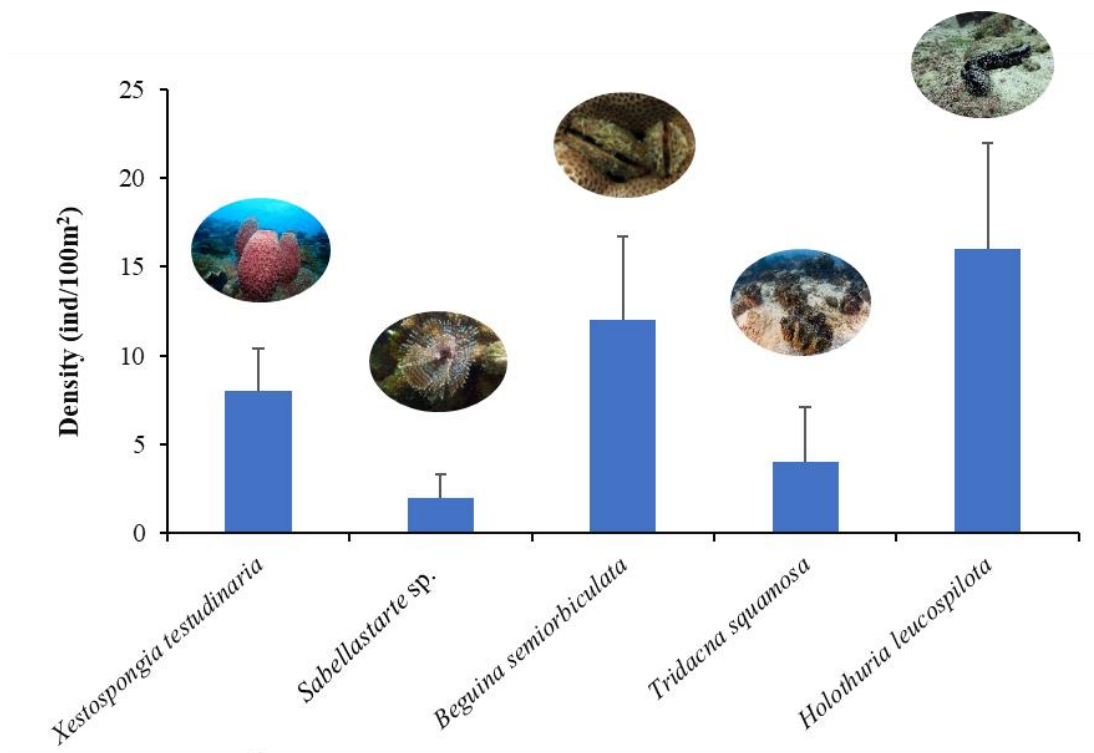 25
20
15
10
5
0
Density (ind/100m²)
Xestospongia testudinaria
Sabellastarte sp.
Beguina semiorbiculata
Tridacna squamosa
Holothuria leucospilota